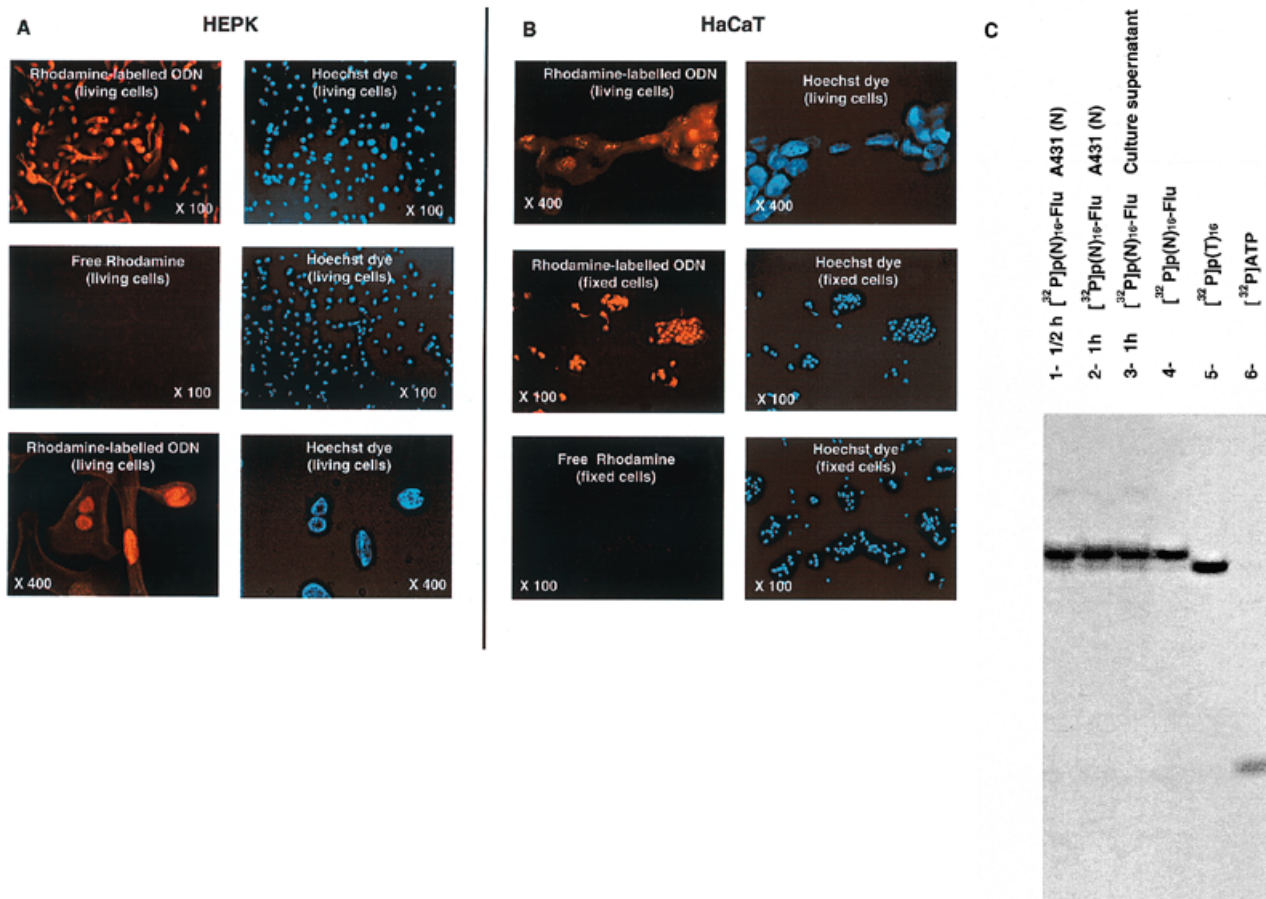 A
HEPK
Rhodamine-labelled ODN
(living cells)
X 100
Hoechst dye
(living cells)
X 100
Free Rhodamine
(living cells)
X 100
Hoechst dye
(living cells)
X 100
Rhodamine-labelled ODN
(living cells)
X 400
Hoechst dye
(living cells)
X 400
B
HaCaT
Rhodamine-labelled ODN
(living cells)
X 400
Hoechst dye
(living cells)
X 400
Rhodamine-labelled ODN
(fixed cells)
X 100
Hoechst dye
(fixed cells)
X 100
Free Rhodamine
(fixed cells)
X 100
Hoechst dye
(fixed cells)
X 100
C
1- 1/2 h [32P]p(N)16-Flu A431 (N)
2- 1h [32P]p(N)16-Flu A431 (N)
3- 1h [32P]p(N)16-Flu Culture supernatant
4- [32P]p(N)16-Flu
5- [32P]p(T)16
6- [32P]ATP